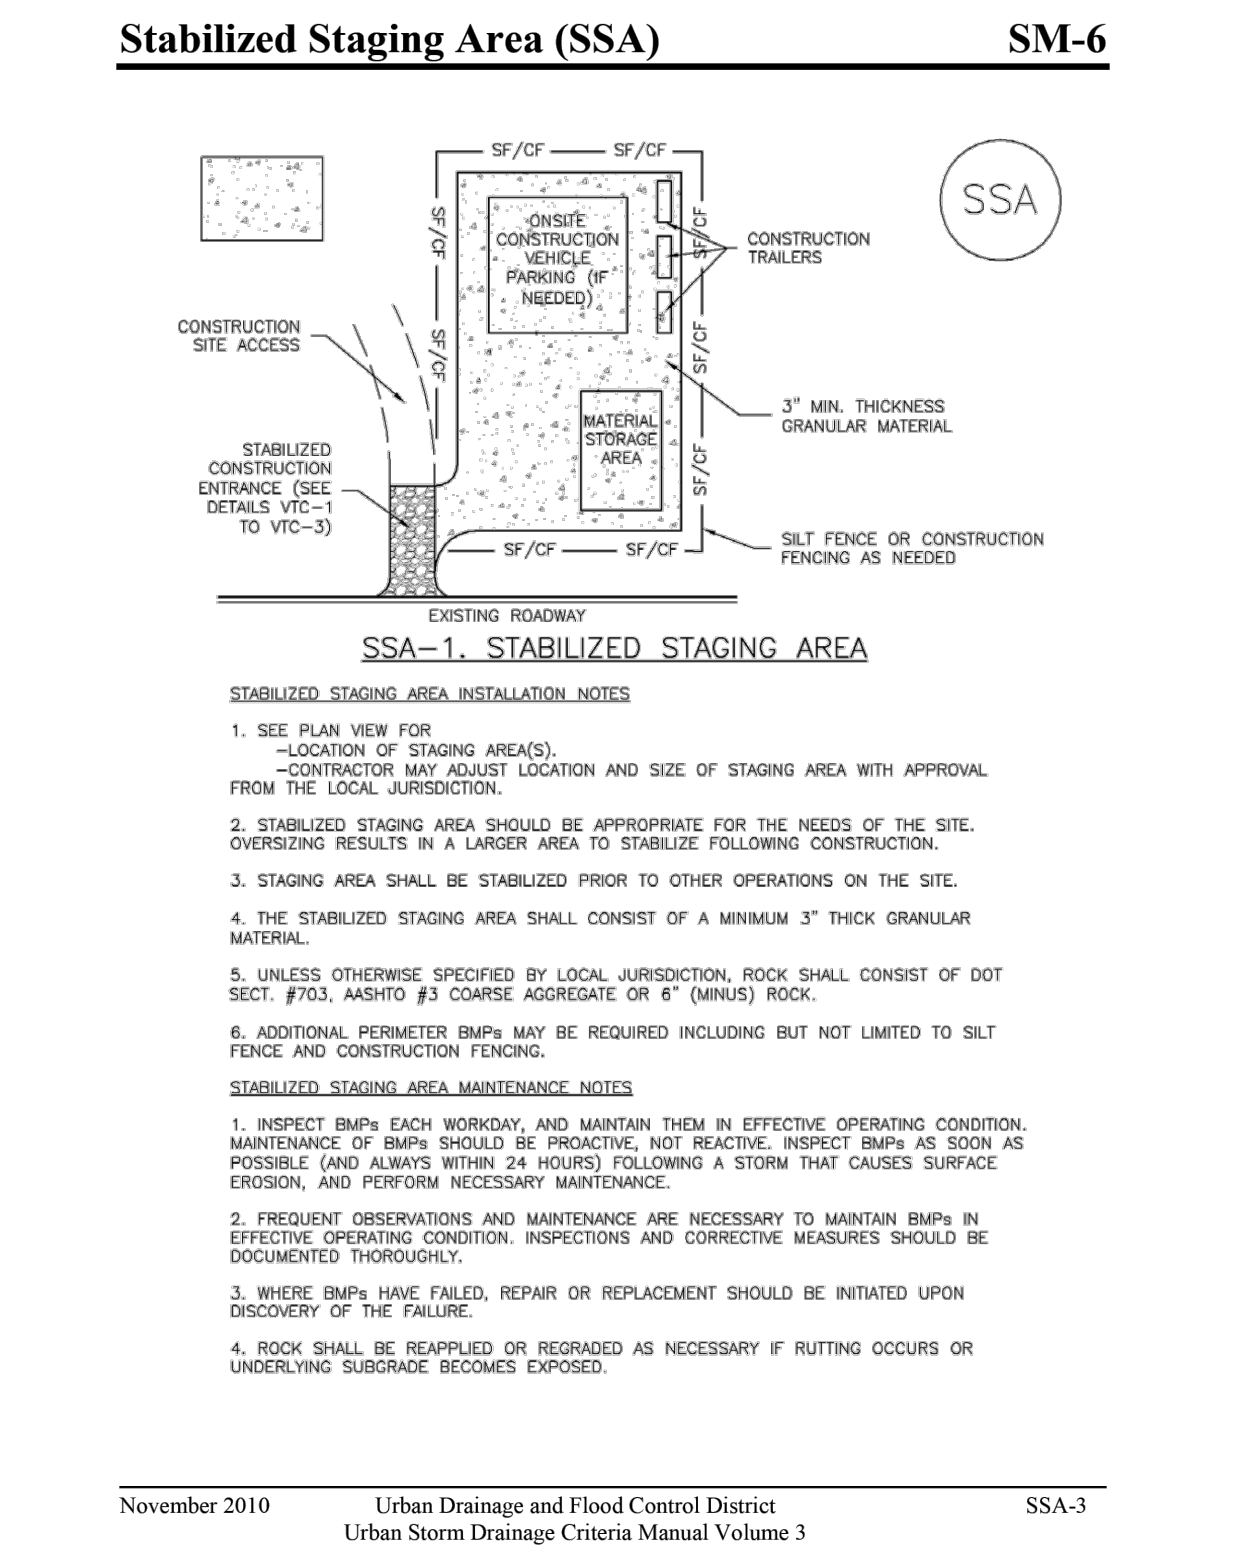 Stabilized Staging Area (SSA) SM-6
SF/CF SF/CF
SSA
SF/CF
SF/CF
ONSITE
CONSTRUCTION
VEHICLE
PARKING (IF
NEEDED)
SF/CF
CONSTRUCTION
TRAILERS
CONSTRUCTION
SITE ACCESS
SF/CF
SF/CF
3" MIN. THICKNESS
GRANULAR MATERIAL
MATERIAL
STORAGE
AREA
STABILIZED
CONSTRUCTION
ENTRANCE (SEE
DETAILS VTC-1
TO VTC-3)
SF/CF SF/CF
SILT FENCE OR CONSTRUCTION
FENCING AS NEEDED
EXISTING ROADWAY
SSA-1. STABILIZED STAGING AREA
STABILIZED STAGING AREA INSTALLATION NOTES
1. SEE PLAN VIEW FOR
-LOCATION OF STAGING AREA(S).
-CONTRACTOR MAY ADJUST LOCATION AND SIZE OF STAGING AREA WITH APPROVAL
FROM THE LOCAL JURISDICTION.
2. STABILIZED STAGING AREA SHOULD BE APPROPRIATE FOR THE NEEDS OF THE SITE.
OVERSIZING RESULTS IN A LARGER AREA TO STABILIZE FOLLOWING CONSTRUCTION.
3. STAGING AREA SHALL BE STABILIZED PRIOR TO OTHER OPERATIONS ON THE SITE.
4. THE STABILIZED STAGING AREA SHALL CONSIST OF A MINIMUM 3" THICK GRANULAR
MATERIAL.
5. UNLESS OTHERWISE SPECIFIED BY LOCAL JURISDICTION, ROCK SHALL CONSIST OF DOT
SECT. #703, AASHTO #3 COARSE AGGREGATE OR 6" (MINUS) ROCK.
6. ADDITIONAL PERIMETER BMPs MAY BE REQUIRED INCLUDING BUT NOT LIMITED TO SILT
FENCE AND CONSTRUCTION FENCING.
STABILIZED STAGING AREA MAINTENANCE NOTES
1. INSPECT BMPs EACH WORKDAY, AND MAINTAIN THEM IN EFFECTIVE OPERATING CONDITION.
MAINTENANCE OF BMPs SHOULD BE PROACTIVE, NOT REACTIVE. INSPECT BMPs AS SOON AS
POSSIBLE (AND ALWAYS WITHIN 24 HOURS) FOLLOWING A STORM THAT CAUSES SURFACE
EROSION, AND PERFORM NECESSARY MAINTENANCE.
2. FREQUENT OBSERVATIONS AND MAINTENANCE ARE NECESSARY TO MAINTAIN BMPs IN
EFFECTIVE OPERATING CONDITION. INSPECTIONS AND CORRECTIVE MEASURES SHOULD BE
DOCUMENTED THOROUGHLY.
3. WHERE BMPs HAVE FAILED, REPAIR OR REPLACEMENT SHOULD BE INITIATED UPON
DISCOVERY OF THE FAILURE.
4. ROCK SHALL BE REAPPLIED OR REGRADED AS NECESSARY IF RUTTING OCCURS OR
UNDERLYING SUBGRADE BECOMES EXPOSED.
November 2010 Urban Drainage and Flood Control District SSA-3
Urban Storm Drainage Criteria Manual Volume 3